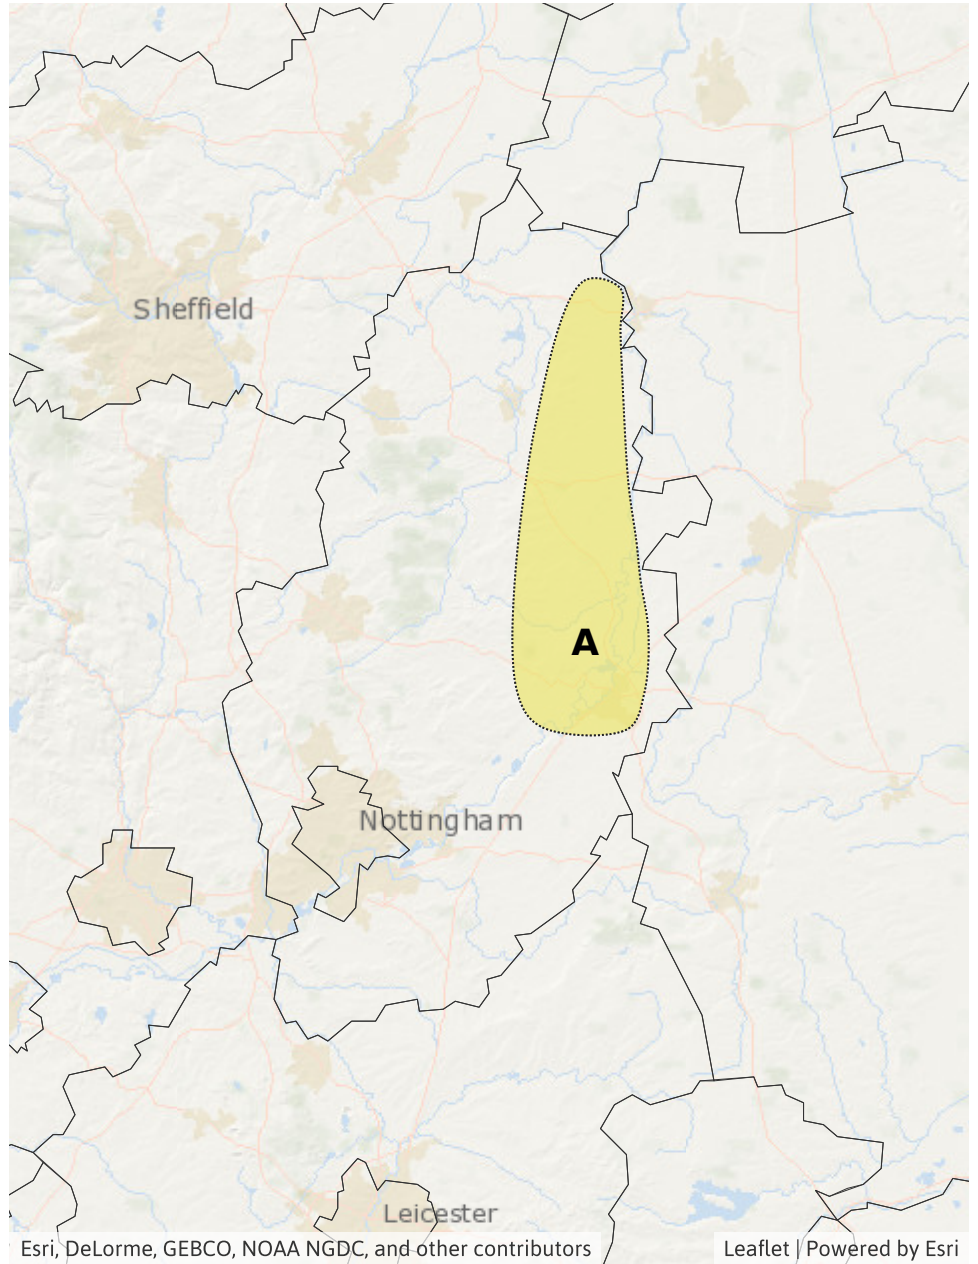 Sheffield
A
Nottingham
Leicester
Esri, DeLorme, GEBCO, NOAA NGDC, and other contributors
Leaflet | Powered by Esri